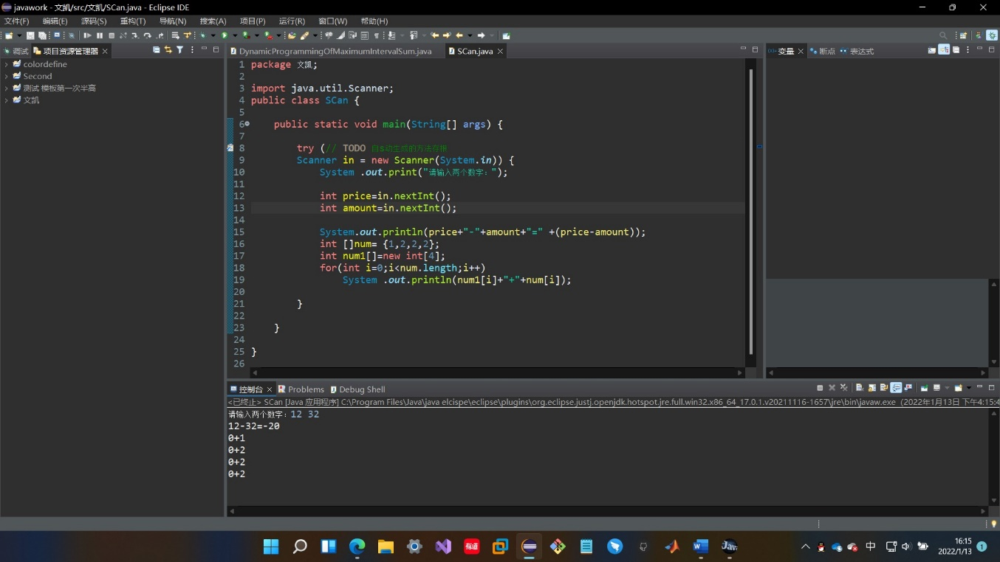 javawork - 文凯/src/文凯/SCan.java - Eclipse IDE
文件(F) 编辑(E) 源码(S) 重构(T) 导航(N) 搜索(A) 项目(P) 运行(R) 窗口(W) 帮助(H)
调试 项目资源管理器
colordefine
Second
测试 模板第一次半高
文凯
DynamicProgrammingOfMaximumIntervalSum.java SCan.java
1 package 文凯;
2
3 import java.util.Scanner;
4 public class SCan {
5
6 public static void main(String[] args) {
7
8 try (// TODO 自s动生成的方法存根
9 Scanner in = new Scanner(System.in)) {
10 System .out.print("请输入两个数字：");
11
12 int price=in.nextInt();
13 int amount=in.nextInt();
14
15 System.out.println(price+"-"+amount+"=" +(price-amount));
16 int []num= {1,2,2,2};
17 int num1[]=new int[4];
18 for(int i=0;i<num.length;i++)
19 System .out.println(num1[i]+"+"+num[i]);
20
21 }
22
23 }
24
25 }
26
变量 断点 表达式
控制台 Problems Debug Shell
<已终止> SCan [Java 应用程序] C:\Program Files\Java\java elcispe\eclipse\plugins\org.eclipse.justj.openjdk.hotspot.jre.full.win32.x86_64_17.0.1.v20211116-1657\jre\bin\javaw.exe (2022年1月13日 下午4:15:4
请输入两个数字：12 32
12-32=-20
0+1
0+2
0+2
0+2
有道
Java
中
16:15
2022/1/13
1